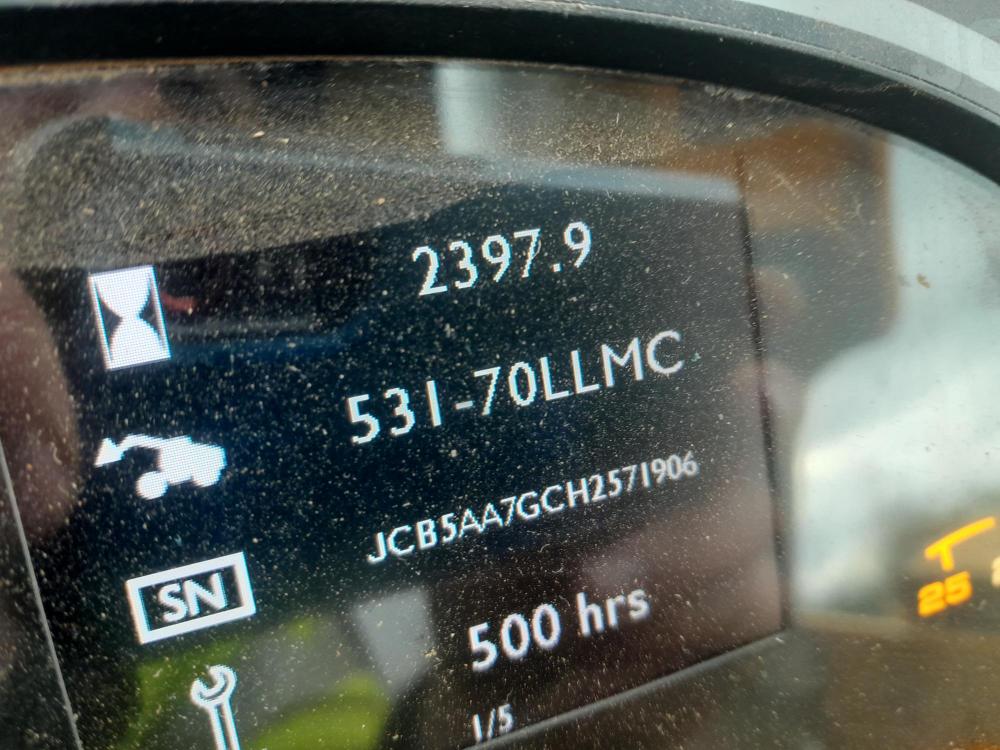 2397.9
531-70LLMC
SN
JCB5AA7GCH2571906
500 hrs
1/5
25